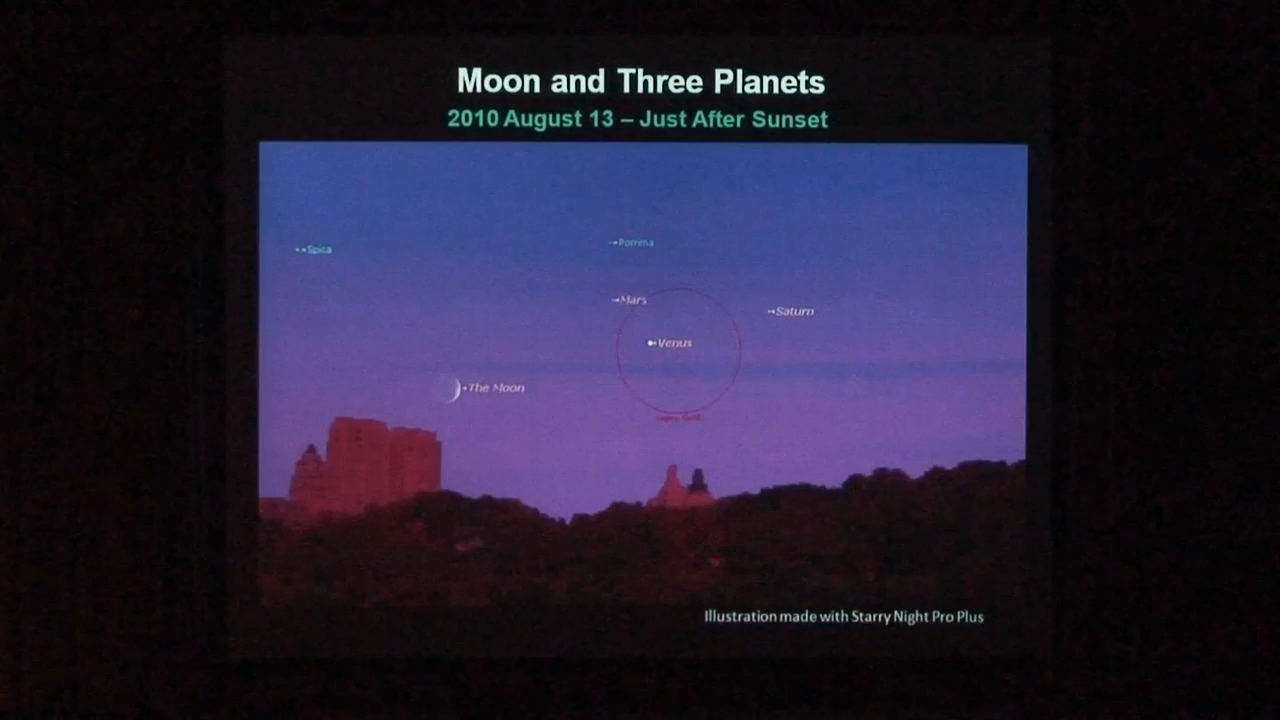 Moon and Three Planets
2010 August 13 – Just After Sunset
Spica
Porrima
Mars
Saturn
Venus
The Moon
Illustration made with Starry Night Pro Plus